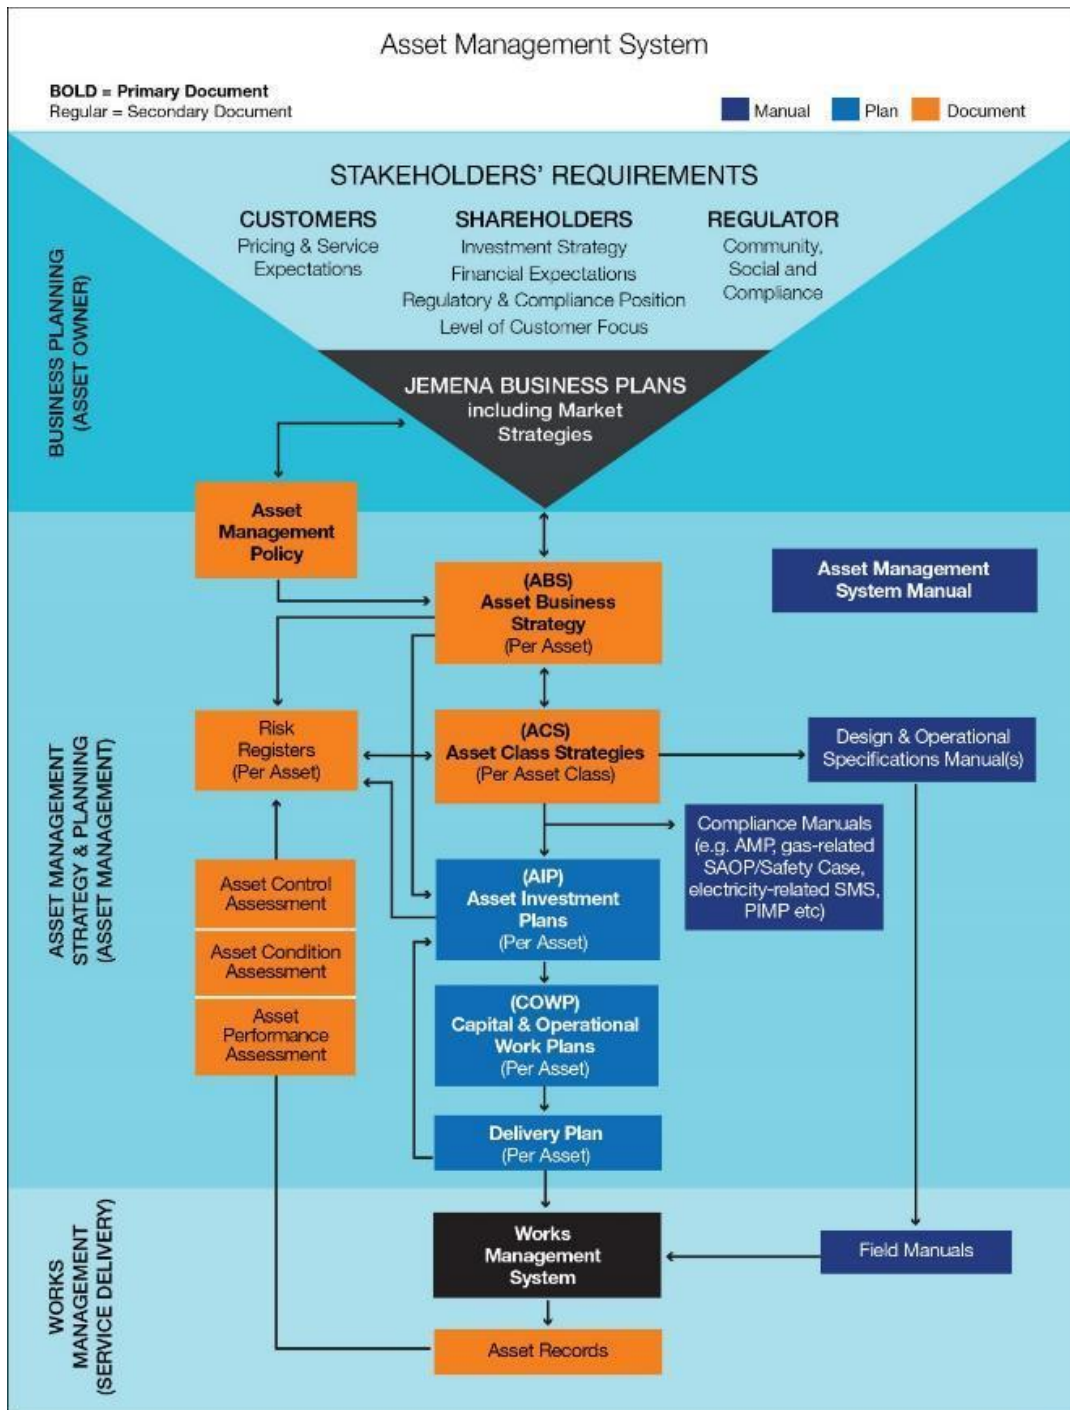 Asset Management System
BOLD = Primary Document
Regular = Secondary Document
Manual
Plan
Document
STAKEHOLDERS' REQUIREMENTS
CUSTOMERS
Pricing & Service
Expectations
SHAREHOLDERS
Investment Strategy
Financial Expectations
Regulatory & Compliance Position
Level of Customer Focus
REGULATOR
Community,
Social and
Compliance
BUSINESS PLANNING
(ASSET OWNER)
JEMENA BUSINESS PLANS
including Market
Strategies
Asset
Management
Policy
(ABS)
Asset Business
Strategy
(Per Asset)
Asset Management
System Manual
ASSET MANAGEMENT
STRATEGY & PLANNING
(ASSET MANAGEMENT)
Risk
Registers
(Per Asset)
(ACS)
Asset Class Strategies
(Per Asset Class)
Design & Operational
Specifications Manual(s)
Compliance Manuals
(e.g. AMP, gas-related
SAOP/Safety Case,
electricity-related SMS,
PIMP etc)
Asset Control
Assessment
Asset Condition
Assessment
Asset
Performance
Assessment
(AIP)
Asset Investment
Plans
(Per Asset)
(COWP)
Capital & Operational
Work Plans
(Per Asset)
Delivery Plan
(Per Asset)
WORKS
MANAGEMENT
(SERVICE DELIVERY)
Works
Management
System
Field Manuals
Asset Records